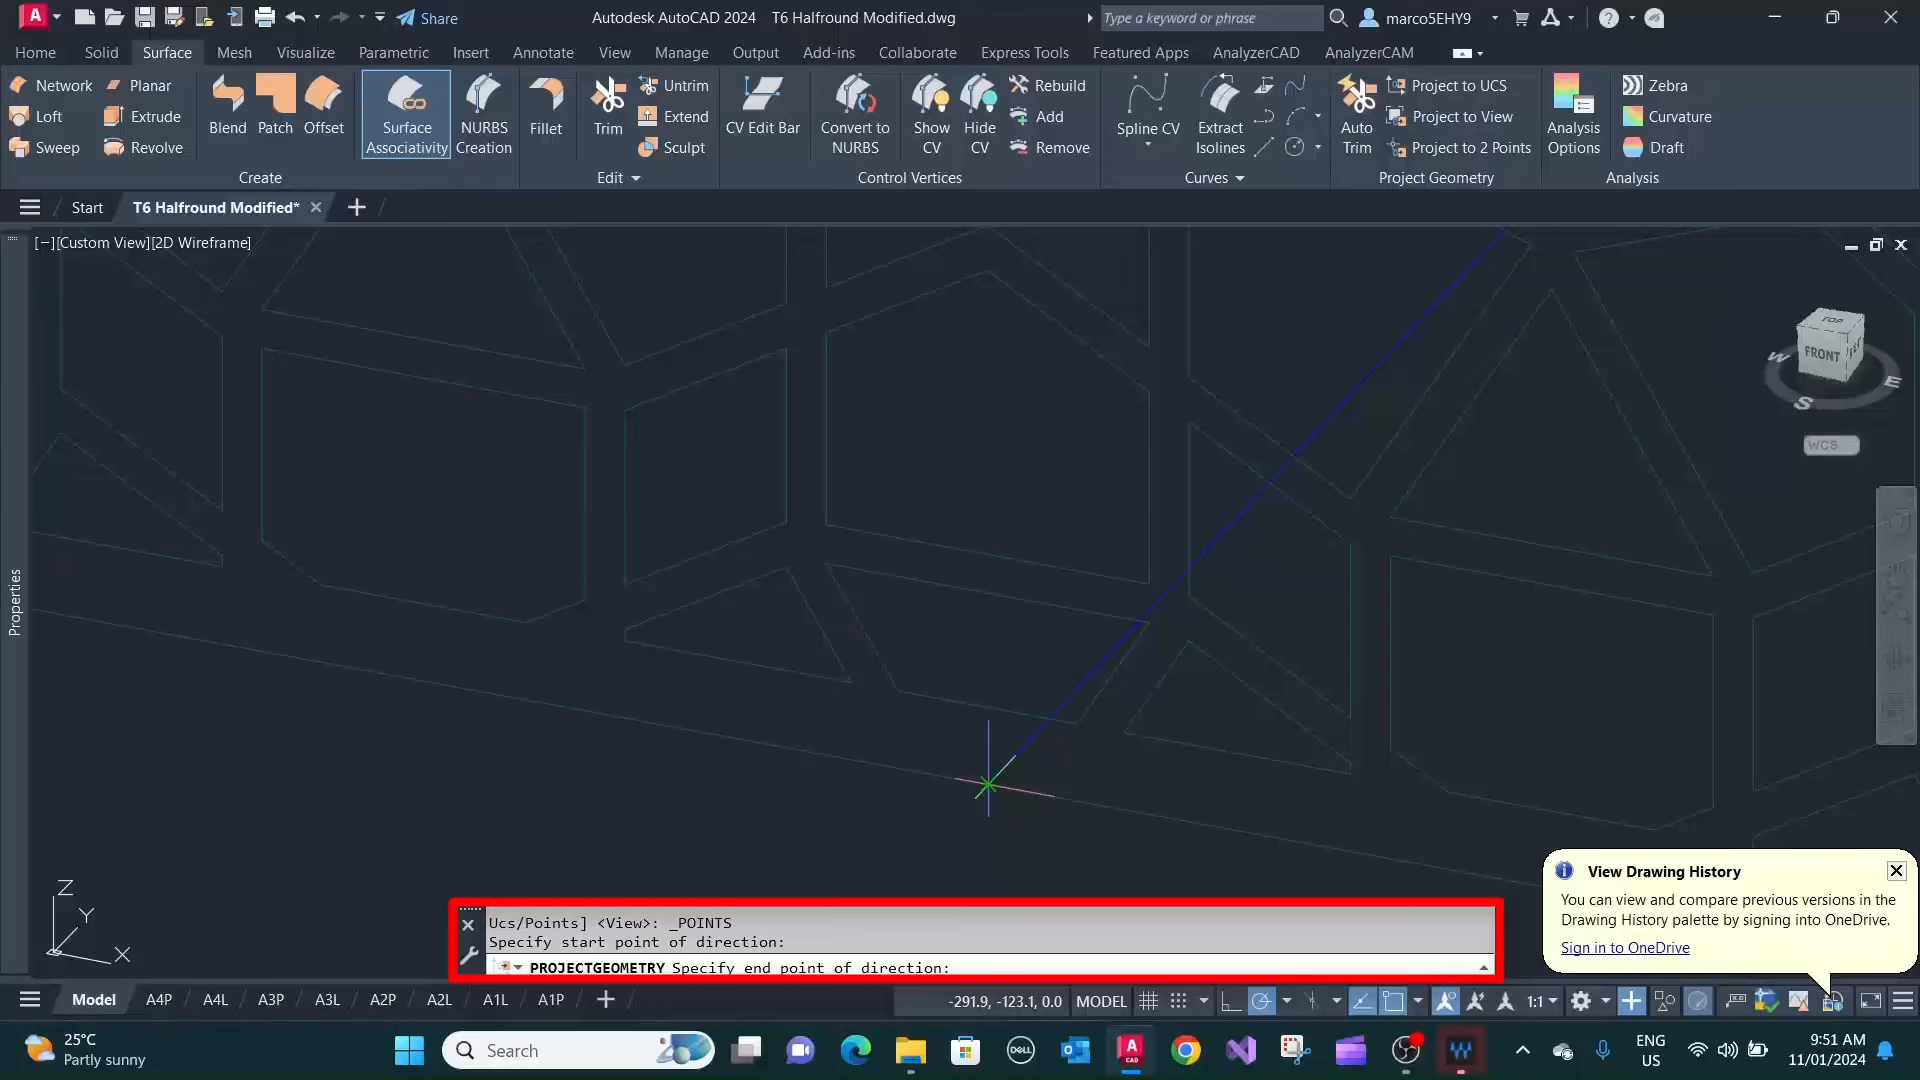 Share
Autodesk AutoCAD 2024 T6 Halfround Modified.dwg
Type a keyword or phrase
marco5EHY9
Home Solid Surface Mesh Visualize Parametric Insert Annotate View Manage Output Add-ins Collaborate Express Tools Featured Apps AnalyzerCAD AnalyzerCAM
Network Planar
Loft Extrude
Sweep Revolve
Blend Patch Offset
Surface Associativity
NURBS Creation
Create
Fillet Trim
Untrim
Extend
Sculpt
Edit
CV Edit Bar
Convert to NURBS
Show CV
Hide CV
Rebuild
Add
Remove
Control Vertices
Spline CV
Extract Isolines
Curves
Auto Trim
Project to UCS
Project to View
Project to 2 Points
Project Geometry
Analysis Options
Zebra
Curvature
Draft
Analysis
Start T6 Halfround Modified*
[−][Custom View][2D Wireframe]
TOP
FRONT
W
S
E
WCS
Properties
Z
Y
X
Ucs/Points] <View>: _POINTS
Specify start point of direction:
PROJECTGEOMETRY Specify end point of direction:
View Drawing History
You can view and compare previous versions in the
Drawing History palette by signing into OneDrive.
Sign in to OneDrive
Model A4P A4L A3P A3L A2P A2L A1L A1P
-291.9, -123.1, 0.0 MODEL
1:1
25°C
Partly sunny
Search
DELL
A CAD
ENG
US
9:51 AM
11/01/2024